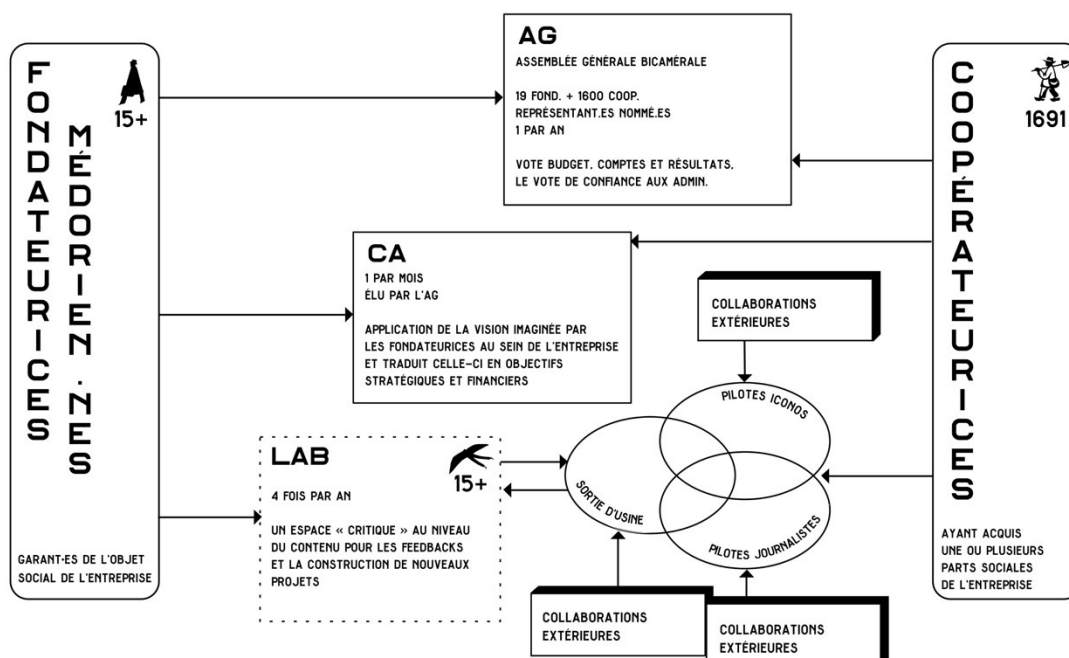 FONDATEURICES
MÉDORIEN·NES
15+
GARANT·ES DE L'OBJET
SOCIAL DE L'ENTREPRISE
AG
ASSEMBLÉE GÉNÉRALE BICAMÉRALE
19 FOND. + 1600 COOP.
REPRÉSENTANT.ES NOMMÉ.ES
1 PAR AN
VOTE BUDGET, COMPTES ET RÉSULTATS,
LE VOTE DE CONFIANCE AUX ADMIN.
CA
1 PAR MOIS
ÉLU PAR L'AG
APPLICATION DE LA VISION IMAGINÉE PAR
LES FONDATEURICES AU SEIN DE L'ENTREPRISE
ET TRADUIT CELLE-CI EN OBJECTIFS
STRATÉGIQUES ET FINANCIERS
LAB
15+
4 FOIS PAR AN
UN ESPACE « CRITIQUE » AU NIVEAU
DU CONTENU POUR LES FEEDBACKS
ET LA CONSTRUCTION DE NOUVEAUX
PROJETS
COLLABORATIONS
EXTÉRIEURES
PILOTES ICONOS
SORTIE D'USINE
PILOTES JOURNALISTES
COLLABORATIONS
EXTÉRIEURES
COLLABORATIONS
EXTÉRIEURES
COOPÉRATEURICES
1691
AYANT ACQUIS
UNE OU PLUSIEURS
PARTS SOCIALES
DE L'ENTREPRISE